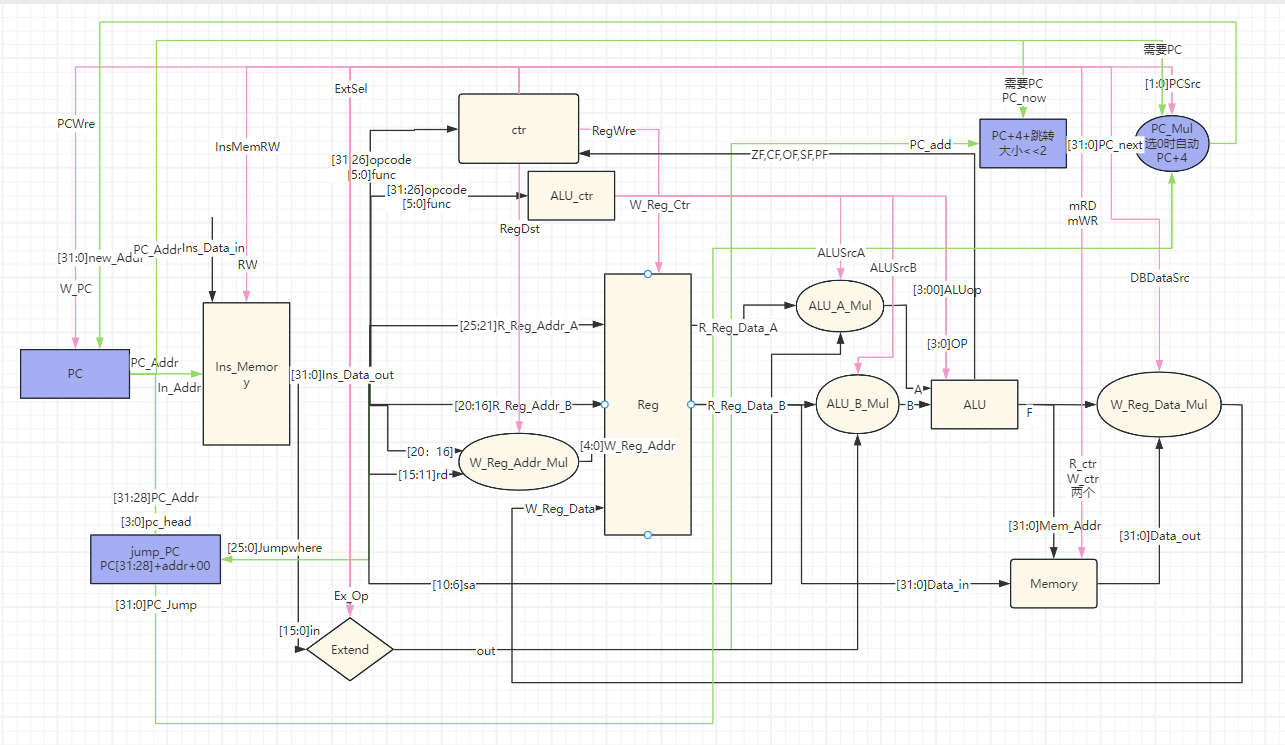 需要PC
ExtSel
需要PC
PC_now
[1:0]PCSrc
PCWre
ctr
RegWre
InsMemRW
PC_add
PC+4+跳转
大小<<2
[31:0]PC_next
PC_Mul
选0时自动
PC+4
[31:26]opcode
[5:0]func
ZF,CF,OF,SF,PF
[31:26]opcode
[5:0]func
ALU_ctr
W_Reg_Ctr
mRD
mWR
RegDst
PC_Addr
Ins_Data_in
[31:0]new_Addr
RW
ALUSrcA
ALUSrcB
DBDataSrc
W_PC
[3:00]ALUop
ALU_A_Mul
[25:21]R_Reg_Addr_A
R_Reg_Data_A
[3:0]OP
PC_Addr
PC
In_Addr
Ins_Memor
y
[31:0]Ins_Data_out
A
[20:16]R_Reg_Addr_B
Reg
R_Reg_Data_B
ALU_B_Mul
B
ALU
F
W_Reg_Data_Mul
[20: 16]
[4:0]W_Reg_Addr
W_Reg_Addr_Mul
[15:11]rd
R_ctr
W_ctr
两个
[31:28]PC_Addr
[3:0]pc_head
W_Reg_Data
[31:0]Mem_Addr
[31:0]Data_out
jump_PC
PC[31:28]+addr+00
[25:0]Jumpwhere
[10:6]sa
[31:0]Data_in
Memory
[31:0]PC_Jump
Ex_Op
[15:0]in
Extend
out